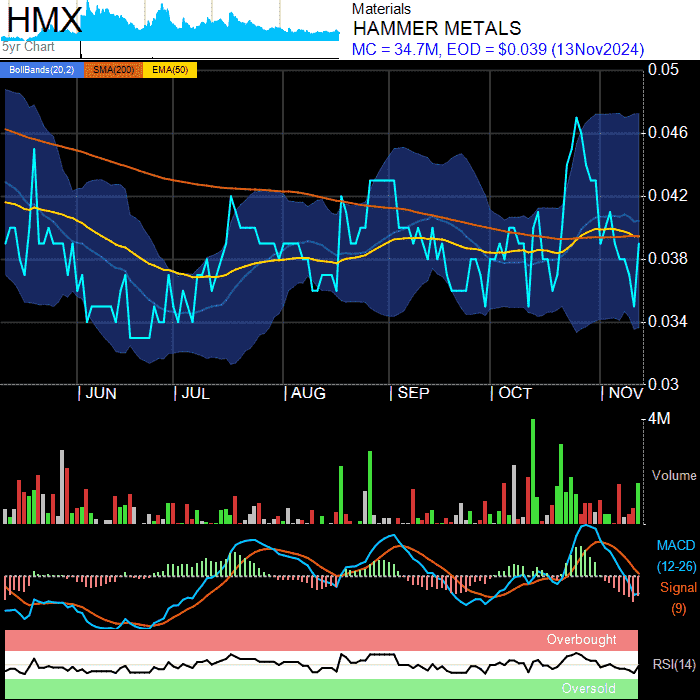 HMX
5yr Chart
Materials
HAMMER METALS
MC = 34.7M, EOD = $0.039 (13Nov2024)
BollBands(20,2) SMA(200) EMA(50)
0.05
0.046
0.042
0.038
0.034
0.03
| JUN | JUL | AUG | SEP | OCT | NOV
4M
Volume
MACD
(12-26)
Signal
(9)
Overbought
RSI(14)
Oversold